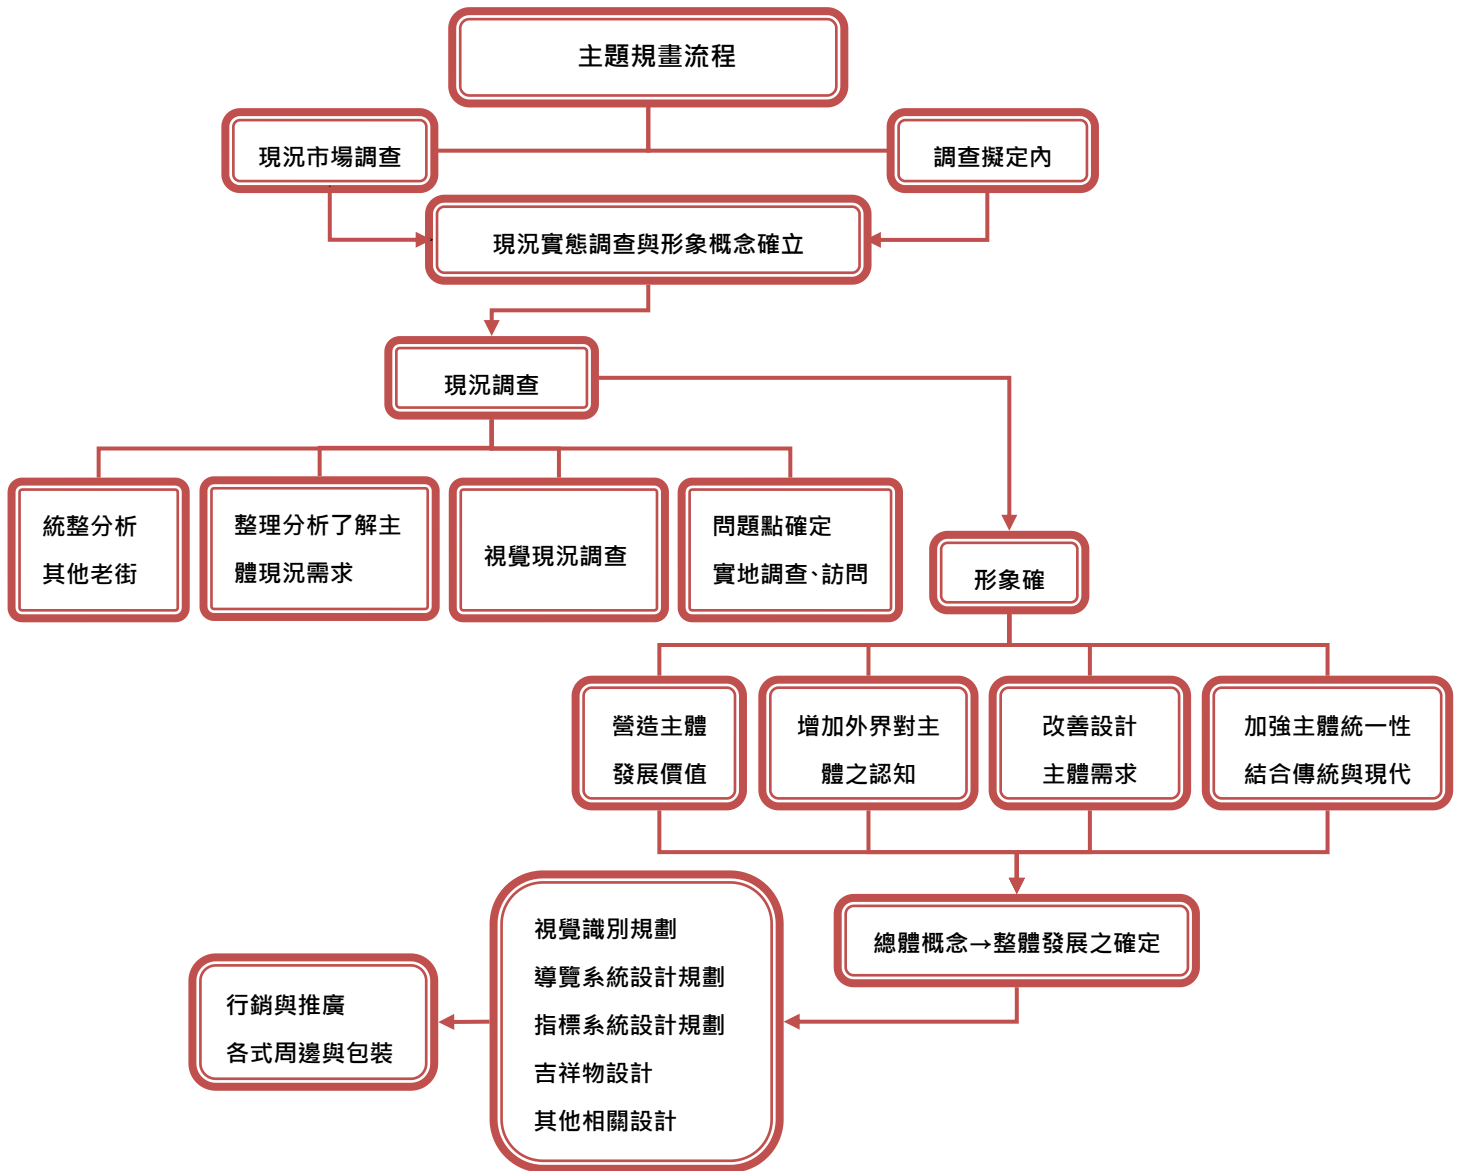 主題規畫流程
現況市場調查
調查擬定內
現況實態調查與形象概念確立
現況調查
統整分析
其他老街
整理分析了解主
體現況需求
視覺現況調查
問題點確定
實地調查、訪問
形象確
營造主體
發展價值
增加外界對主
體之認知
改善設計
主體需求
加強主體統一性
結合傳統與現代
總體概念→整體發展之確定
視覺識別規劃
導覽系統設計規劃
指標系統設計規劃
吉祥物設計
其他相關設計
行銷與推廣
各式周邊與包裝